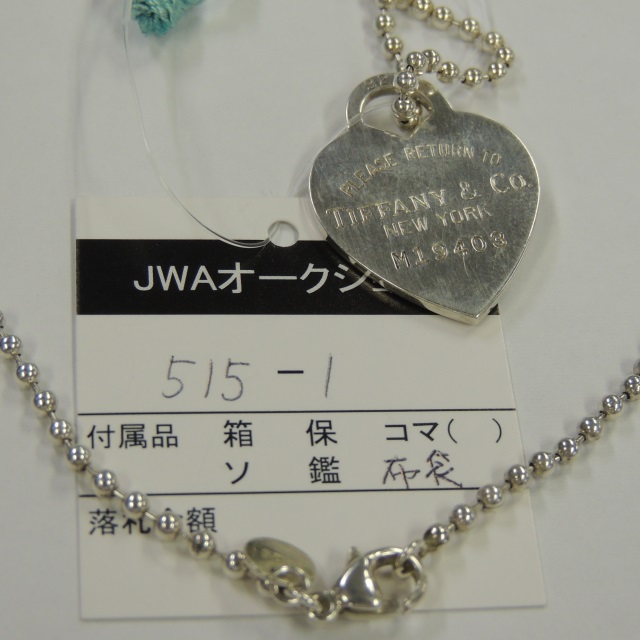 PLEASE RETURN TO
TIFFANY & Co.
NEW YORK
M19403
JWAオークシ
515-1
付属品 箱 保 コマ( )
ソ 鑑 布袋
落札金額